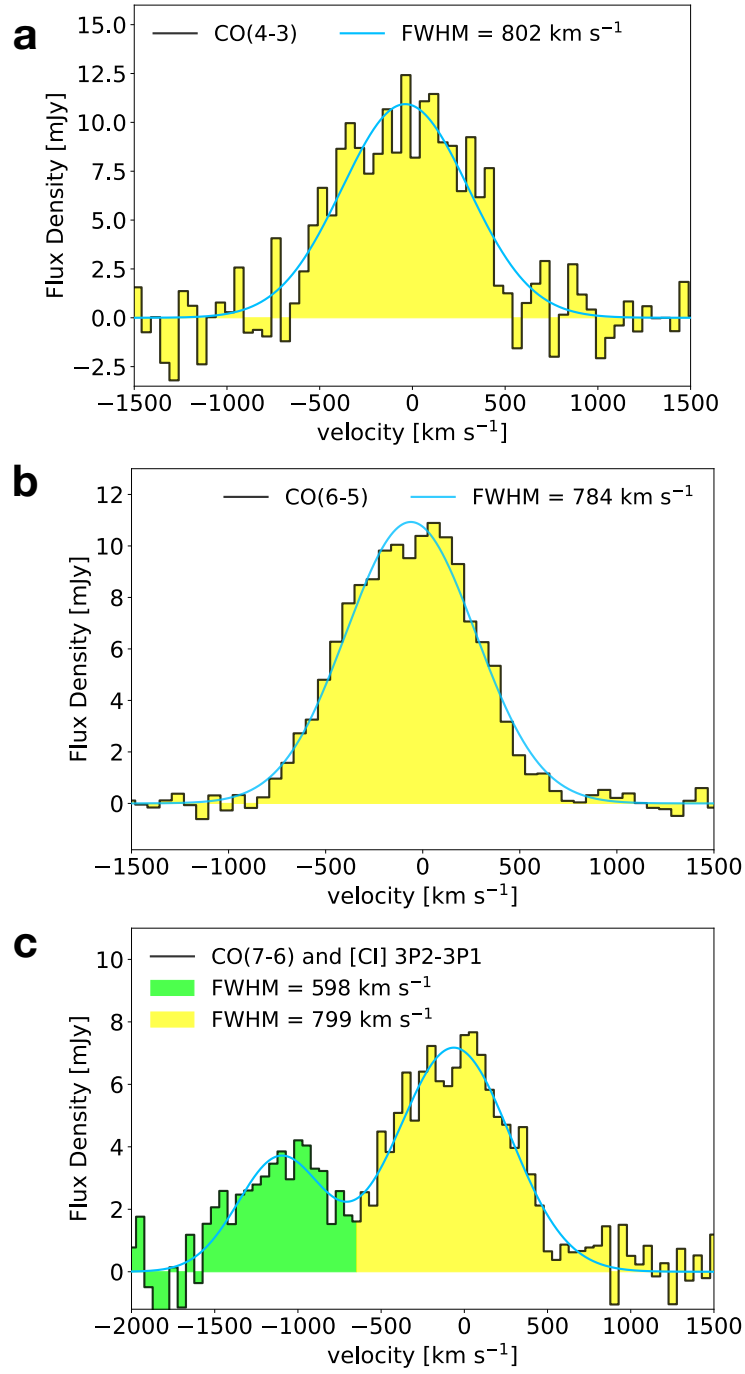 a
CO(4-3) FWHM = 802 km s⁻¹
15.0
12.5
10.0
7.5
5.0
2.5
0.0
−2.5
Flux Density [mJy]
−1500 −1000 −500 0 500 1000 1500
velocity [km s⁻¹]
b
CO(6-5) FWHM = 784 km s⁻¹
12
10
8
6
4
2
0
Flux Density [mJy]
−1500 −1000 −500 0 500 1000 1500
velocity [km s⁻¹]
c
CO(7-6) and [CI] 3P2-3P1
FWHM = 598 km s⁻¹
FWHM = 799 km s⁻¹
10
8
6
4
2
0
Flux Density [mJy]
−2000 −1500 −1000 −500 0 500 1000 1500
velocity [km s⁻¹]